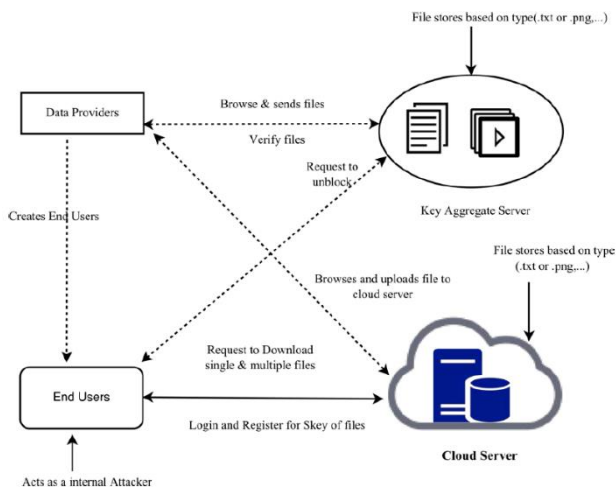 File stores based on type(.txt or .png,...)
Data Providers
Browse & sends files
Verify files
Request to
unblock
Key Aggregate Server
Creates End Users
File stores based on type
(.txt or .png,...)
Browses and uploads file to
cloud server
Request to Download
single & multiple files
End Users
Login and Register for Skey of files
Cloud Server
Acts as a internal Attacker